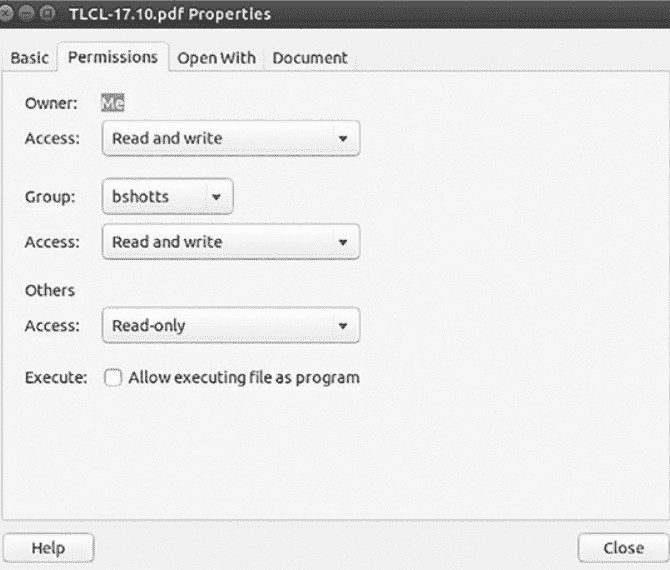 TLCL-17.10.pdf Properties
Basic Permissions Open With Document
Owner: Me
Access: Read and write
Group: bshotts
Access: Read and write
Others
Access: Read-only
Execute: Allow executing file as program
Help Close